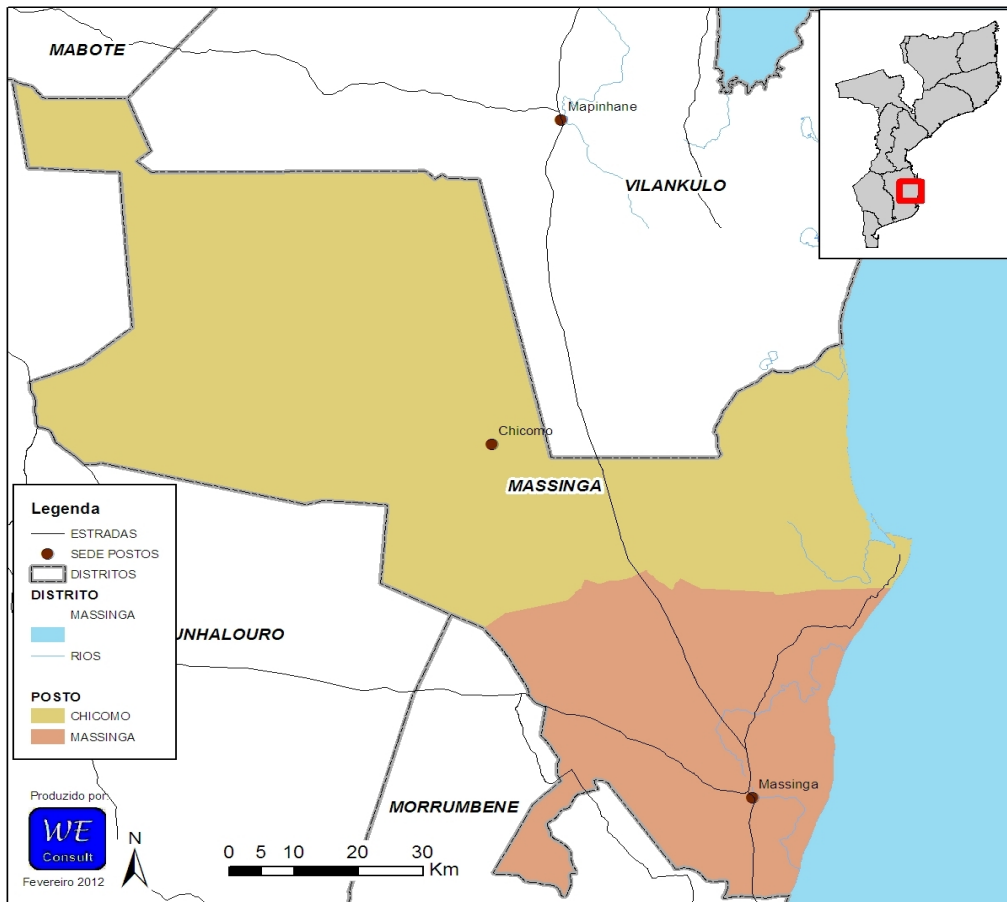 MABOTE
Mapinhane
VILANKULO
Chicomo
MASSINGA
UNHALOURO
MORRUMBENE
Massinga
Legenda
ESTRADAS
SEDE POSTOS
DISTRITOS
DISTRITO
MASSINGA
RIOS
POSTO
CHICOMO
MASSINGA
Produzido por:
WE
Consult
Fevereiro 2012
N
0 5 10 20 30
Km